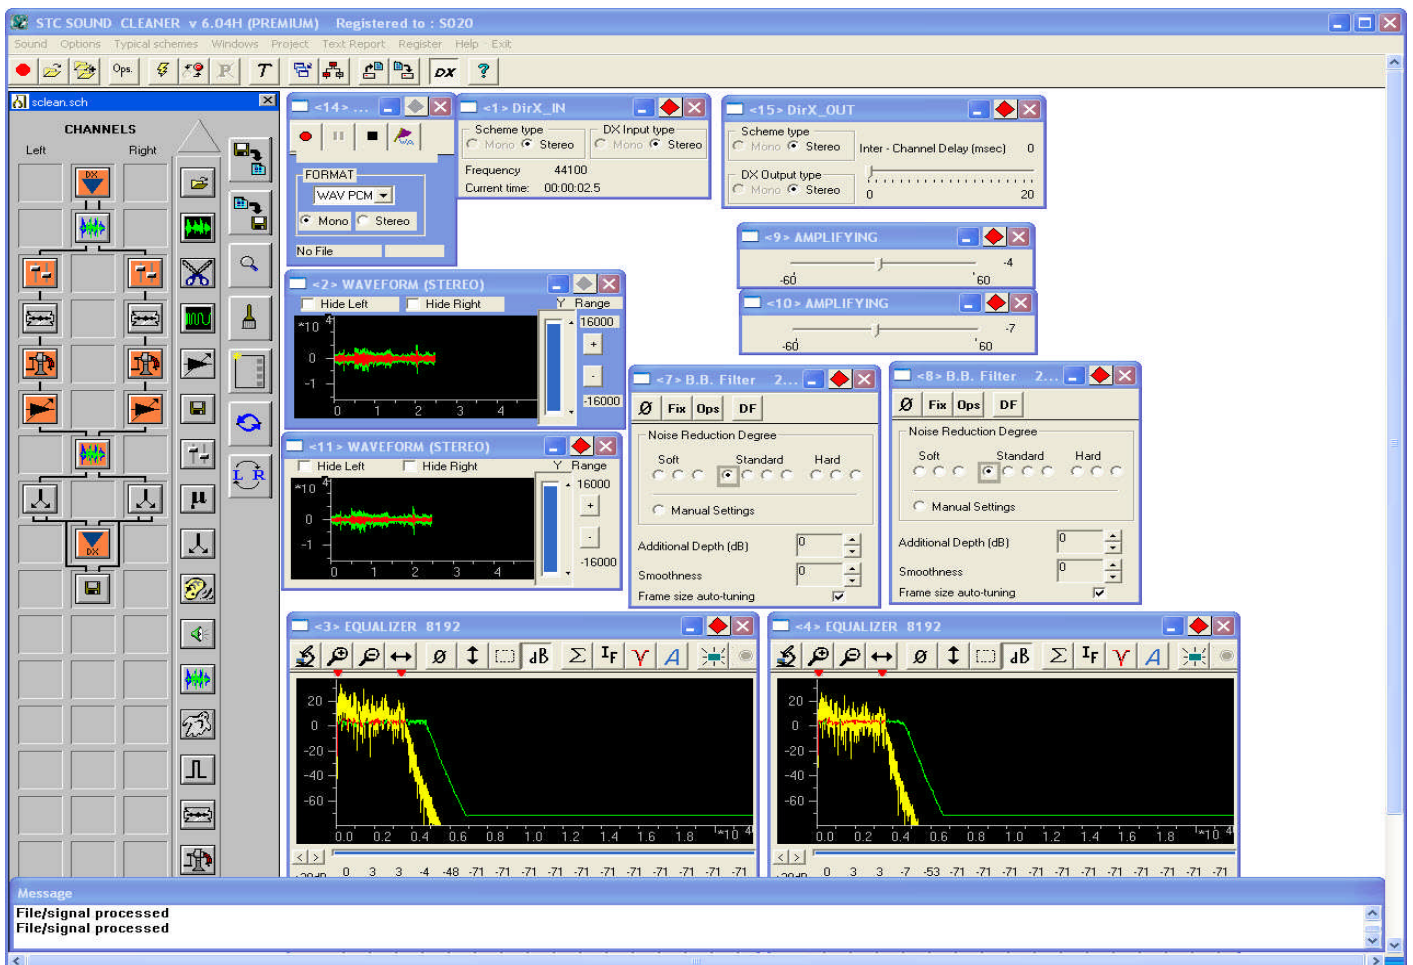 STC SOUND CLEANER v 6.04H (PREMIUM) Registered to : S020
Sound Options Typical schemes Windows Project Text Report Register Help Exit
Ops. R T DX ?
sclean.sch
CHANNELS
Left Right
DX
DX
µ
L R
<14> ...
FORMAT
WAV PCM
Mono Stereo
No File
<1> DirX_IN
Scheme type DX Input type
Mono Stereo Mono Stereo
Frequency 44100
Current time: 00:00:02.5
<15> DirX_OUT
Scheme type
Mono Stereo Inter - Channel Delay (msec) 0
DX Output type
Mono Stereo 0 20
<9> AMPLIFYING
-4
-60 60
<10> AMPLIFYING
-7
-60 60
<2> WAVEFORM (STEREO)
Hide Left Hide Right Y Range
*10 4 16000
0 +
-1 -
-16000
0 1 2 3 4
<11> WAVEFORM (STEREO)
Hide Left Hide Right Y Range
*10 4 16000
0 +
-1 -
-16000
0 1 2 3 4
<7> B.B. Filter 2...
Ø Fix Ops DF
Noise Reduction Degree
Soft Standard Hard
Manual Settings
Additional Depth (dB) 0
Smoothness 0
Frame size auto-tuning
<8> B.B. Filter 2...
Ø Fix Ops DF
Noise Reduction Degree
Soft Standard Hard
Manual Settings
Additional Depth (dB) 0
Smoothness 0
Frame size auto-tuning
<3> EQUALIZER 8192
Ø dB Σ IF A
20
0
-20
-40
-60
0.0 0.2 0.4 0.6 0.8 1.0 1.2 1.4 1.6 1.8 *10 4
< >
0 3 3 -4 -48 -71 -71 -71 -71 -71 -71 -71 -71 -71 -71
<4> EQUALIZER 8192
Ø dB Σ IF A
20
0
-20
-40
-60
0.0 0.2 0.4 0.6 0.8 1.0 1.2 1.4 1.6 1.8 *10 4
< >
0 3 3 -7 -53 -71 -71 -71 -71 -71 -71 -71 -71 -71 -71
Message
File/signal processed
File/signal processed